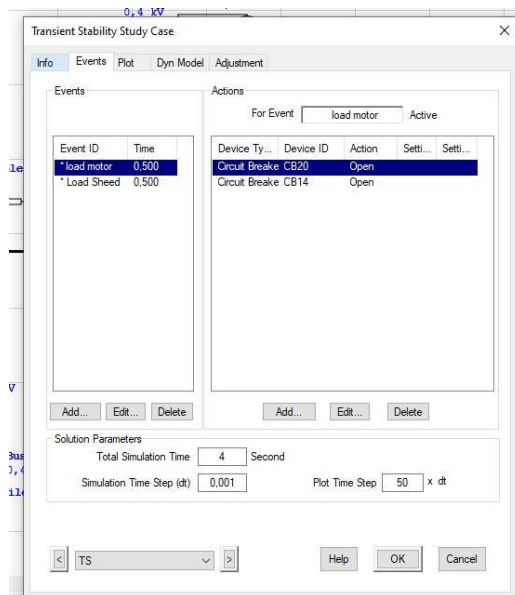 0,4 kV
Transient Stability Study Case
Info Events Plot Dyn Model Adjustment
Events
Actions
For Event load motor Active
Event ID Time
* load motor 0,500
* Load Sheed 0,500
Device Ty... Device ID Action Setti... Setti...
Circuit Breake CB20 Open
Circuit Breake CB14 Open
Add... Edit... Delete
Add... Edit... Delete
Solution Parameters
Total Simulation Time 4 Second
Simulation Time Step (dt) 0,001 Plot Time Step 50 x dt
< TS >
Help OK Cancel